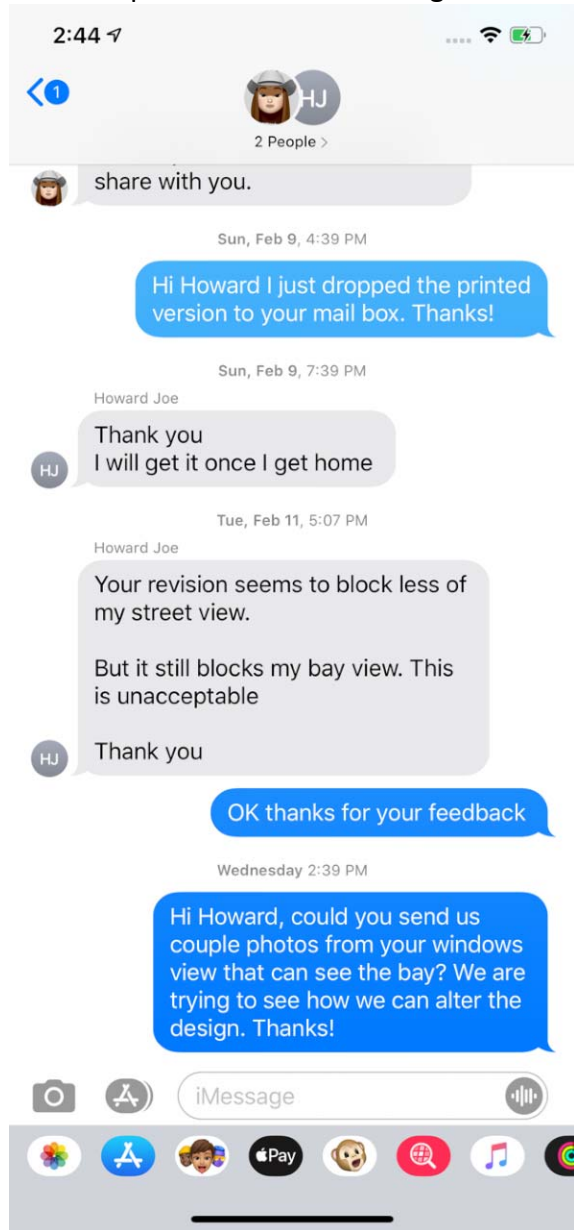 2:44
1
HJ
2 People >
share with you.
Sun, Feb 9, 4:39 PM
Hi Howard I just dropped the printed
version to your mail box. Thanks!
Sun, Feb 9, 7:39 PM
Howard Joe
Thank you
I will get it once I get home
HJ
Tue, Feb 11, 5:07 PM
Howard Joe
Your revision seems to block less of
my street view.
But it still blocks my bay view. This
is unacceptable
Thank you
HJ
OK thanks for your feedback
Wednesday 2:39 PM
Hi Howard, could you send us
couple photos from your windows
view that can see the bay? We are
trying to see how we can alter the
design. Thanks!
iMessage
Pay